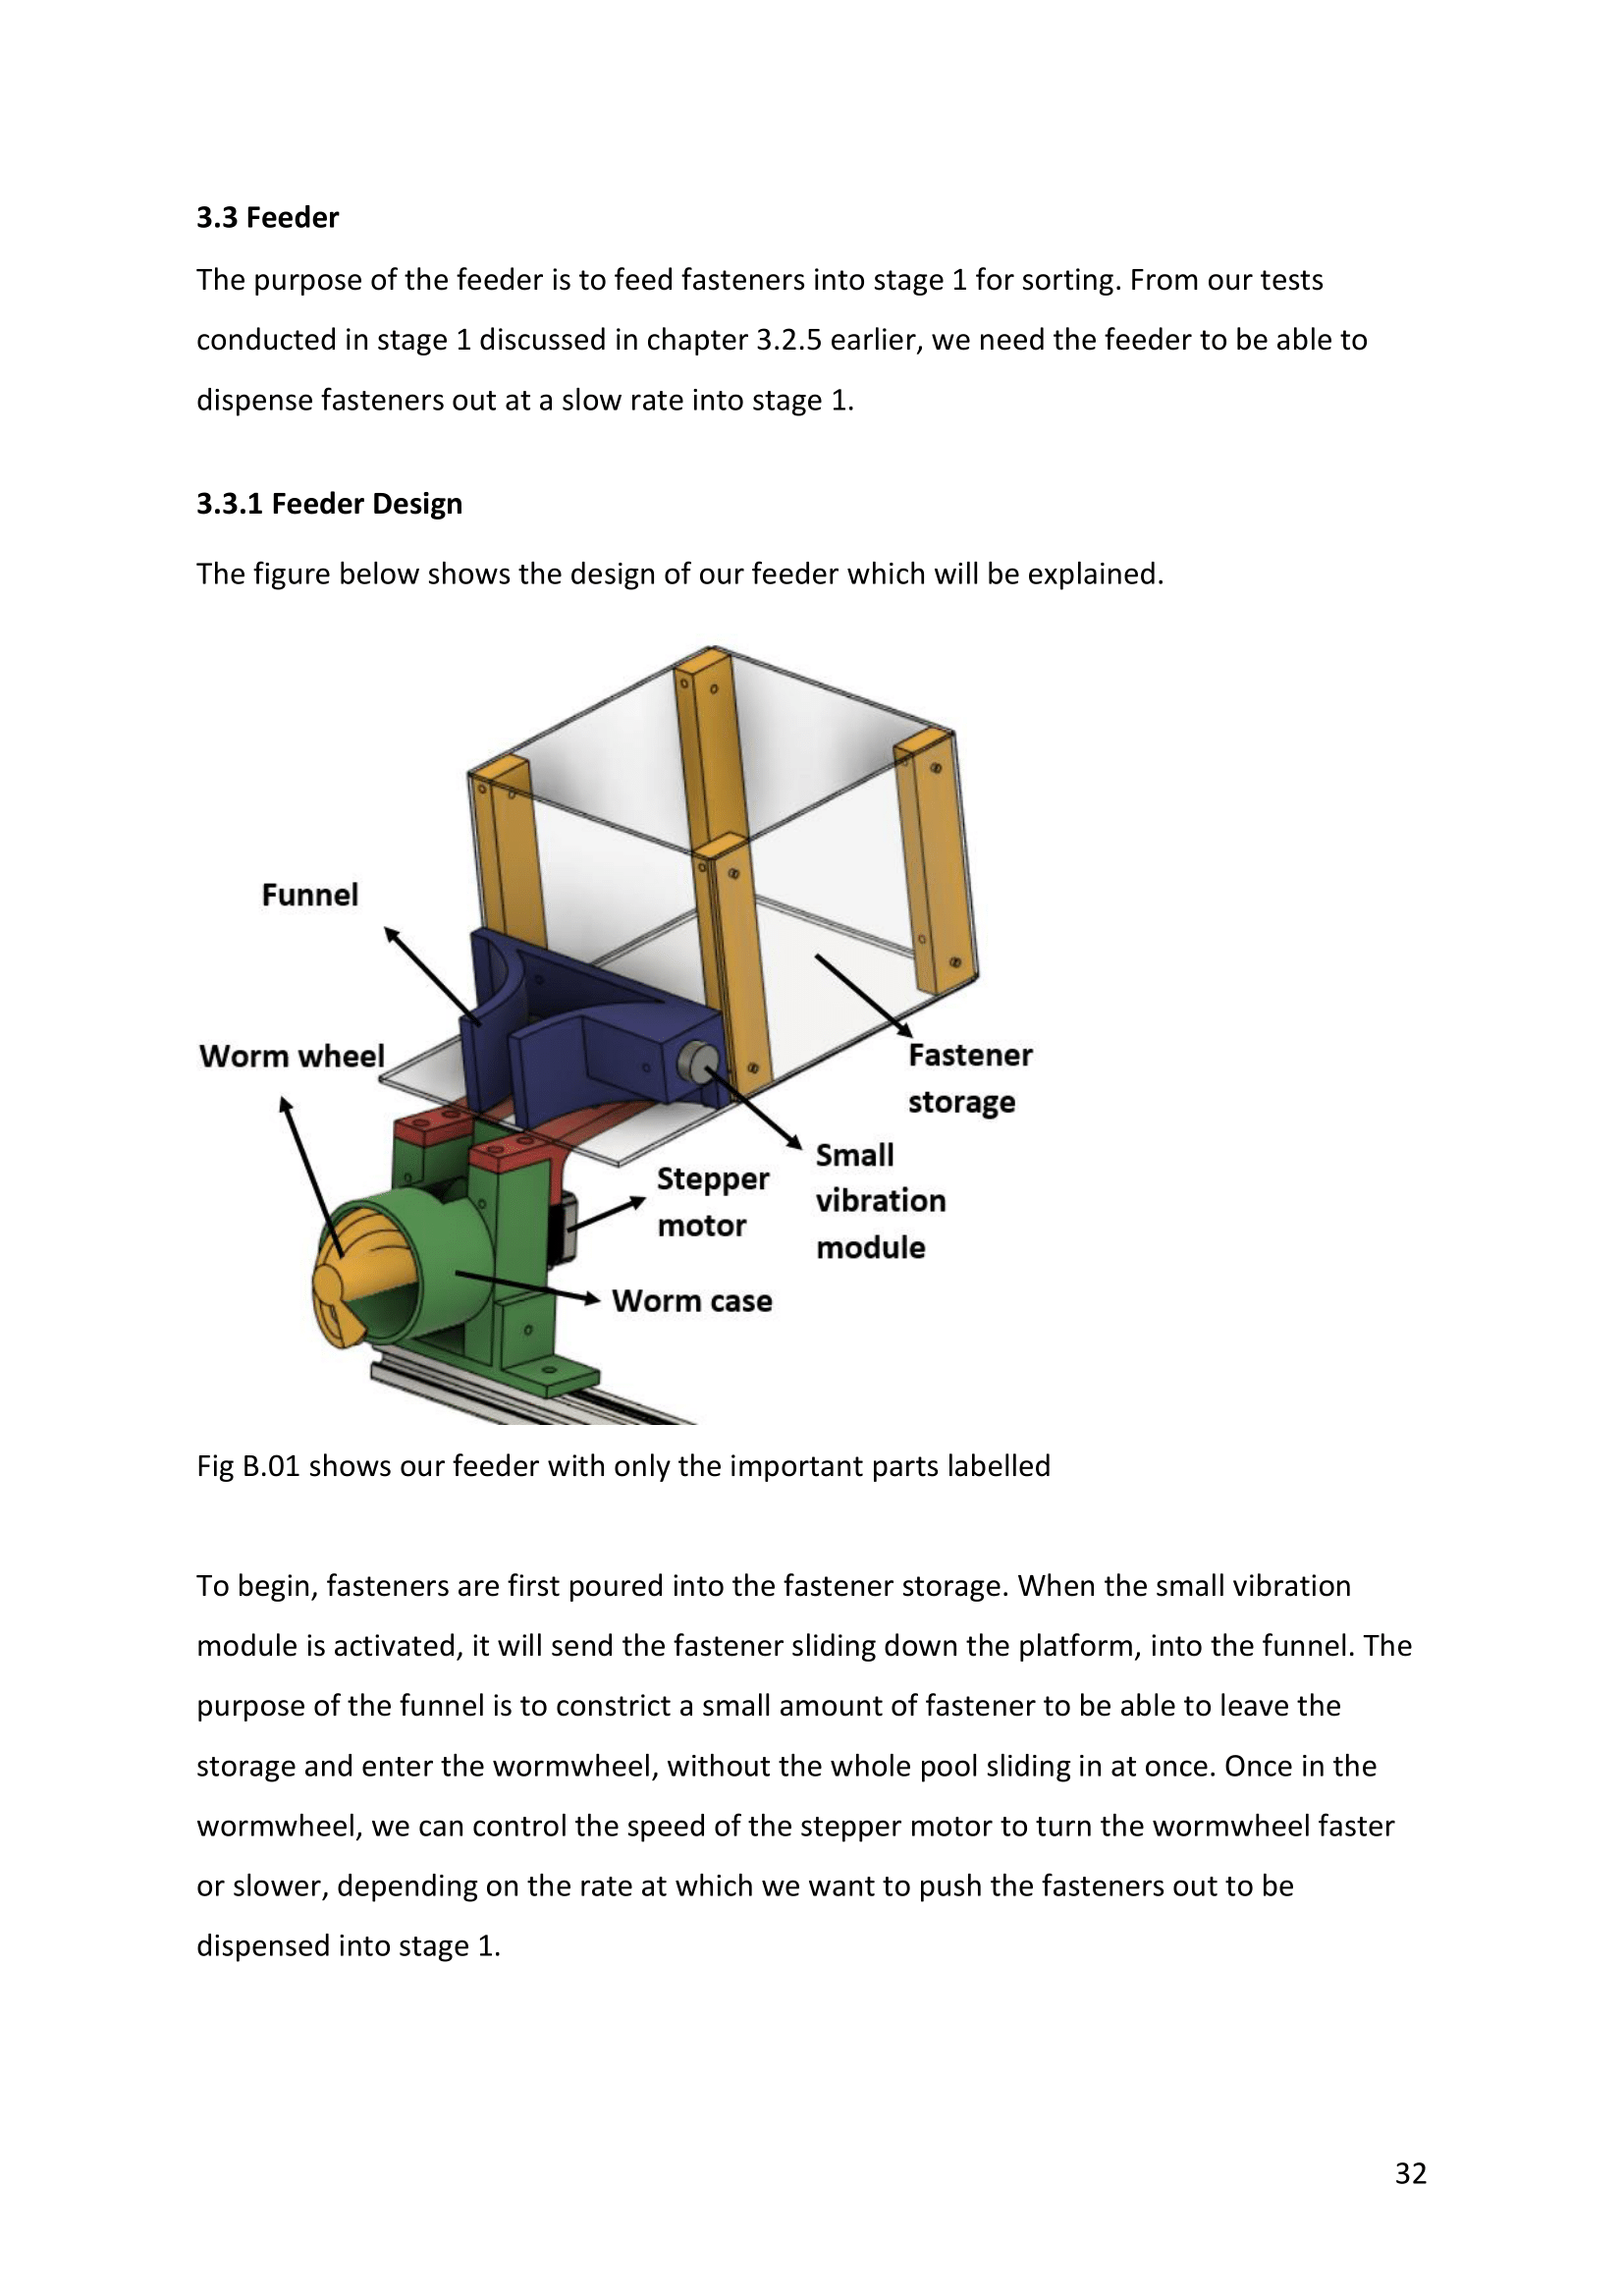 3.3 Feeder
The purpose of the feeder is to feed fasteners into stage 1 for sorting. From our tests
conducted in stage 1 discussed in chapter 3.2.5 earlier, we need the feeder to be able to
dispense fasteners out at a slow rate into stage 1.
3.3.1 Feeder Design
The figure below shows the design of our feeder which will be explained.
Funnel
Worm wheel
Fastener
storage
Small
vibration
module
Stepper
motor
Worm case
Fig B.01 shows our feeder with only the important parts labelled
To begin, fasteners are first poured into the fastener storage. When the small vibration
module is activated, it will send the fastener sliding down the platform, into the funnel. The
purpose of the funnel is to constrict a small amount of fastener to be able to leave the
storage and enter the wormwheel, without the whole pool sliding in at once. Once in the
wormwheel, we can control the speed of the stepper motor to turn the wormwheel faster
or slower, depending on the rate at which we want to push the fasteners out to be
dispensed into stage 1.
32